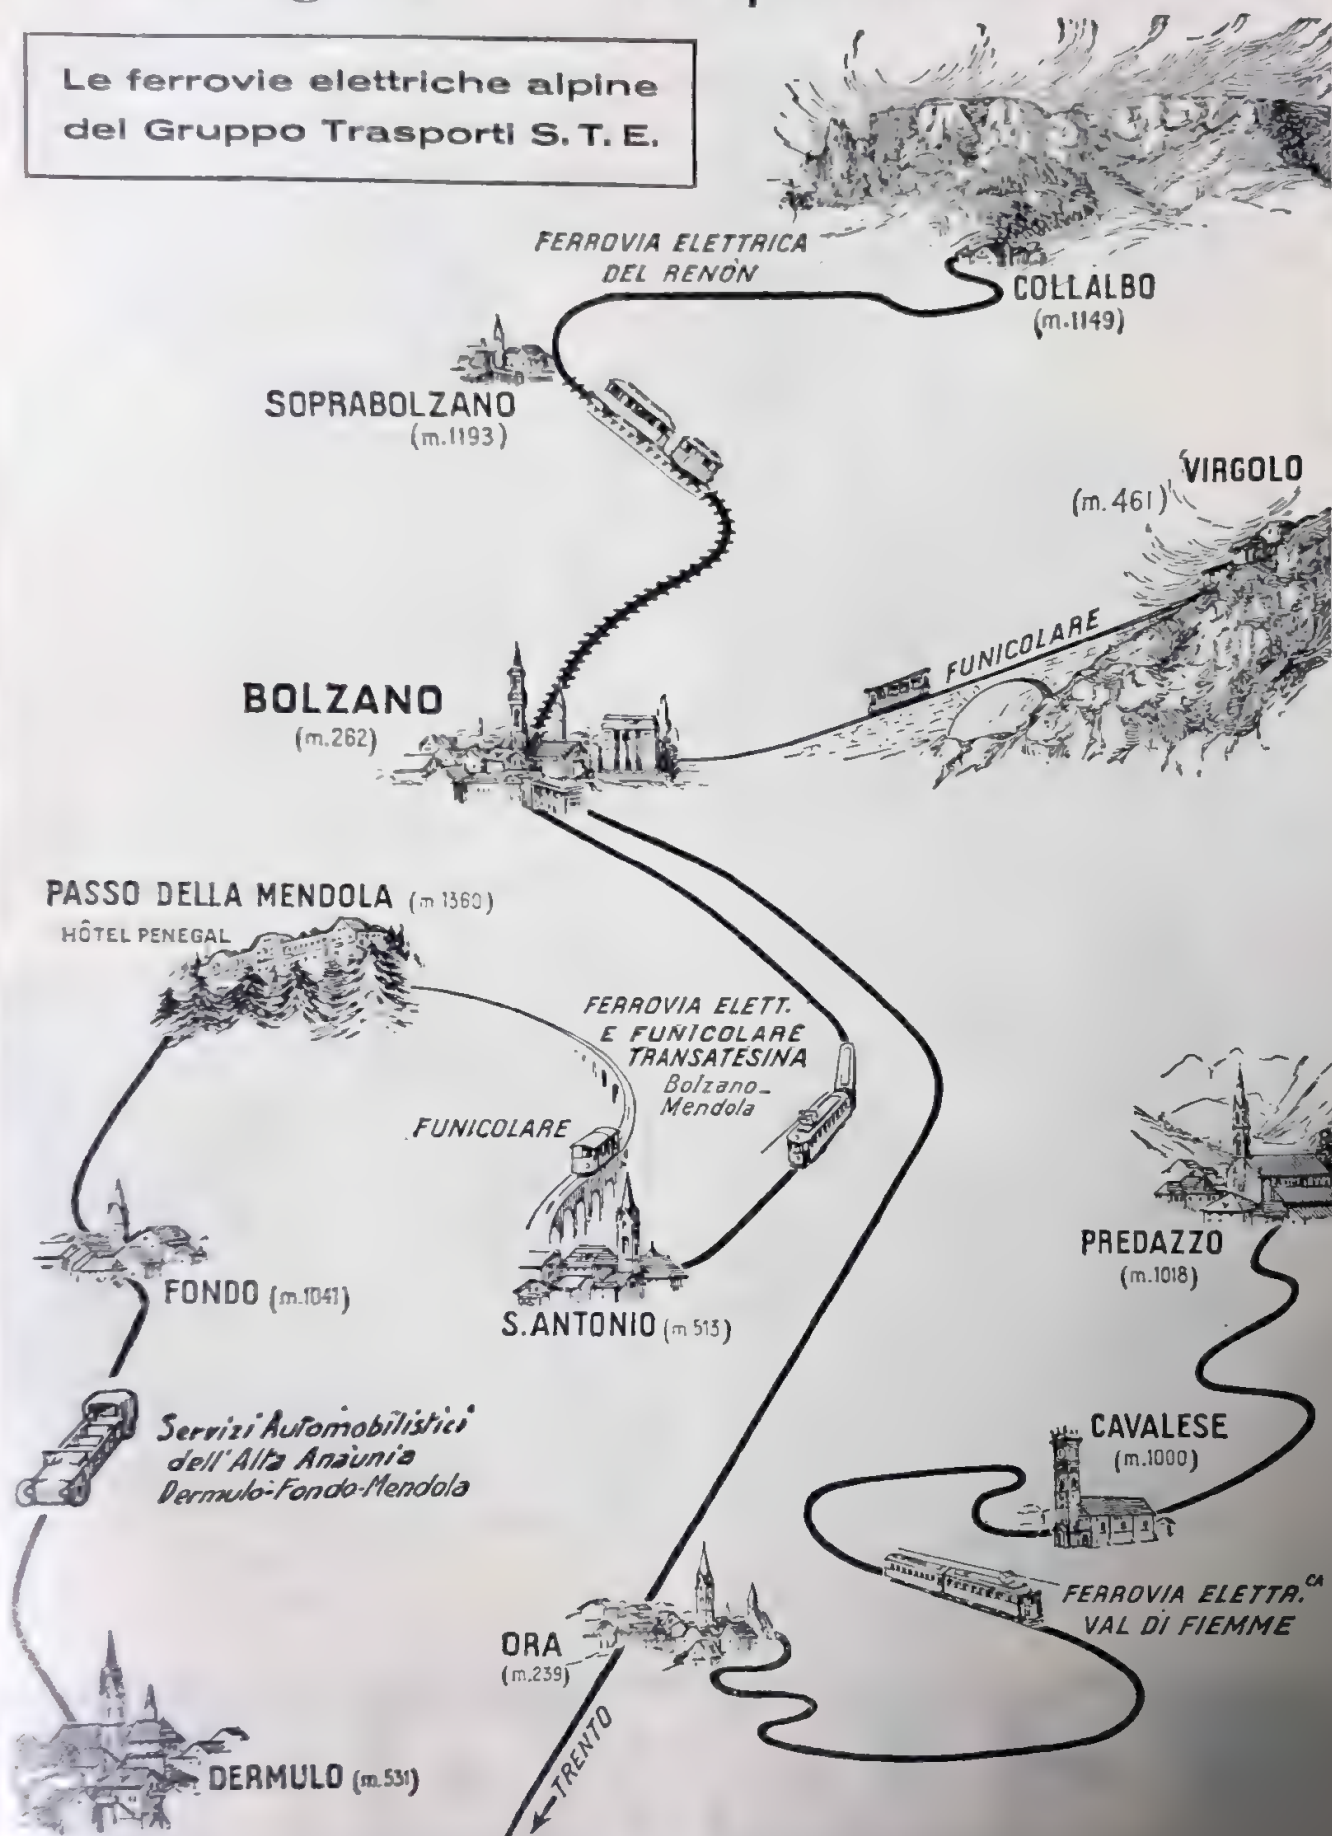 Le ferrovie elettriche alpine
del Gruppo Trasporti S. T. E.
FERROVIA ELETTRICA
DEL RENON
COLLALBO
(m.1149)
SOPRABOLZANO
(m.1193)
VIRGOLO
(m.461)
FUNICOLARE
BOLZANO
(m.262)
PASSO DELLA MENDOLA (m 1360)
HÔTEL PENEGAL
FERROVIA ELETT.
E FUNICOLARE
TRANSATESINA
Bolzano-
Mendola
FUNICOLARE
PREDAZZO
(m.1018)
FONDO (m.1041)
S.ANTONIO (m 513)
Servizi Automobilistici
dell'Alta Anaunia
Dermulo-Fondo-Mendola
CAVALESE
(m.1000)
FERROVIA ELETTR.CA
VAL DI FIEMME
ORA
(m.239)
TRENTO
DERMULO (m.531)